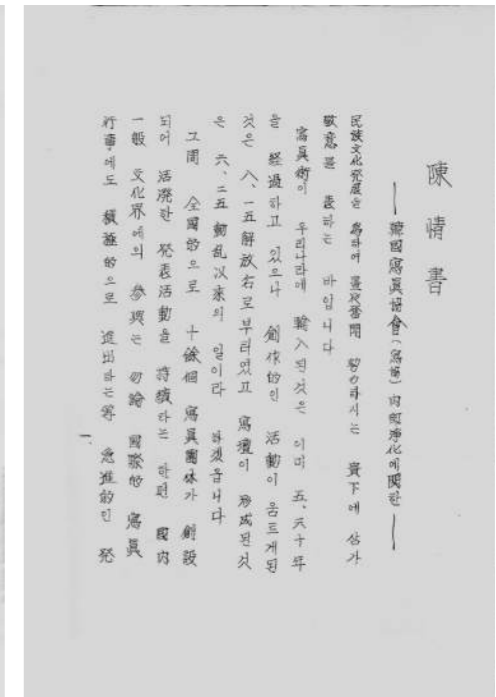 陳情書
― 韓國寫眞協會(寫協)內部淨化에 關한 ―
民族文化発展을 爲하여 晝夜奮閗 努力하시는 貴下에 삼가
敬意를 表하는 바입니다
寫眞術이 우리나라에 輸入된것은 이미 五、六十年
을 經過하고 있으나 創作的인 活動이 움트게된
것은 八、一五解放右로부터였고 寫壇이 形成된것
은 六、二五動乱以來의 일이라 하겠읍니다
그間 全國的으로 十餘個 寫眞團体가 創設
되어 活潑한 発表活動을 持續하는 한편 國內
一般 文化界에의 參與는 勿論 國際的 寫眞
行事에도 積極的으로 進出하는等 急進的인 発
一、